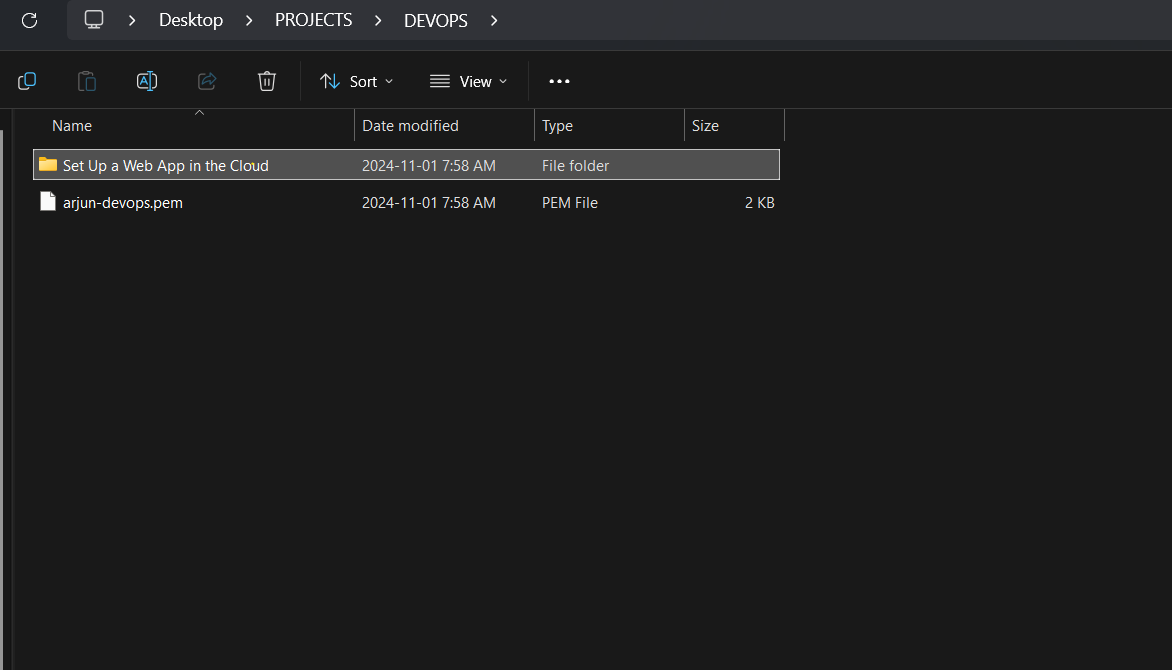 Desktop PROJECTS DEVOPS
Sort View
Name Date modified Type Size
Set Up a Web App in the Cloud 2024-11-01 7:58 AM File folder
arjun-devops.pem 2024-11-01 7:58 AM PEM File 2 KB